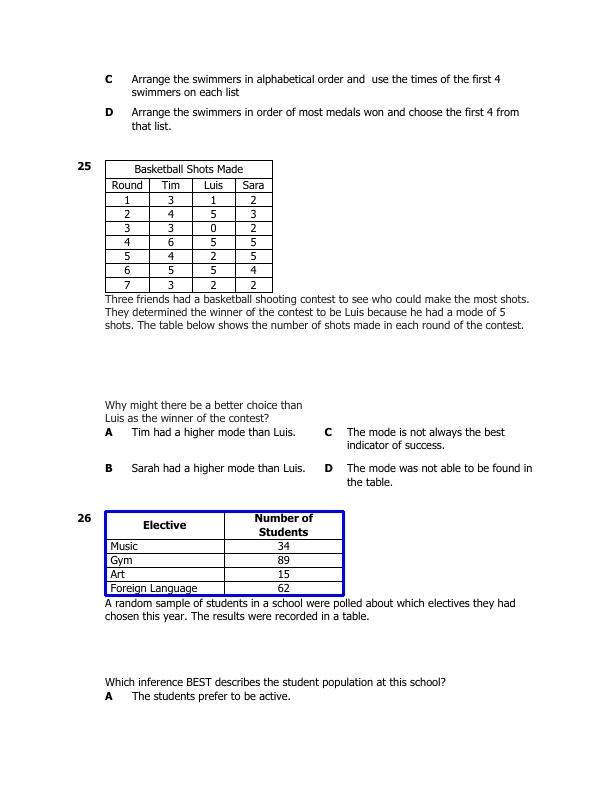 C Arrange the swimmers in alphabetical order and use the times of the first 4
swimmers on each list
D Arrange the swimmers in order of most medals won and choose the first 4 from
that list.
25
Basketball Shots Made
Round Tim Luis Sara
1 3 1 2
2 4 5 3
3 3 0 2
4 6 5 5
5 4 2 5
6 5 5 4
7 3 2 2
Three friends had a basketball shooting contest to see who could make the most shots.
They determined the winner of the contest to be Luis because he had a mode of 5
shots. The table below shows the number of shots made in each round of the contest.
Why might there be a better choice than
Luis as the winner of the contest?
A Tim had a higher mode than Luis.
C The mode is not always the best
indicator of success.
B Sarah had a higher mode than Luis.
D The mode was not able to be found in
the table.
26
Elective Number of
Students
Music 34
Gym 89
Art 15
Foreign Language 62
A random sample of students in a school were polled about which electives they had
chosen this year. The results were recorded in a table.
Which inference BEST describes the student population at this school?
A The students prefer to be active.